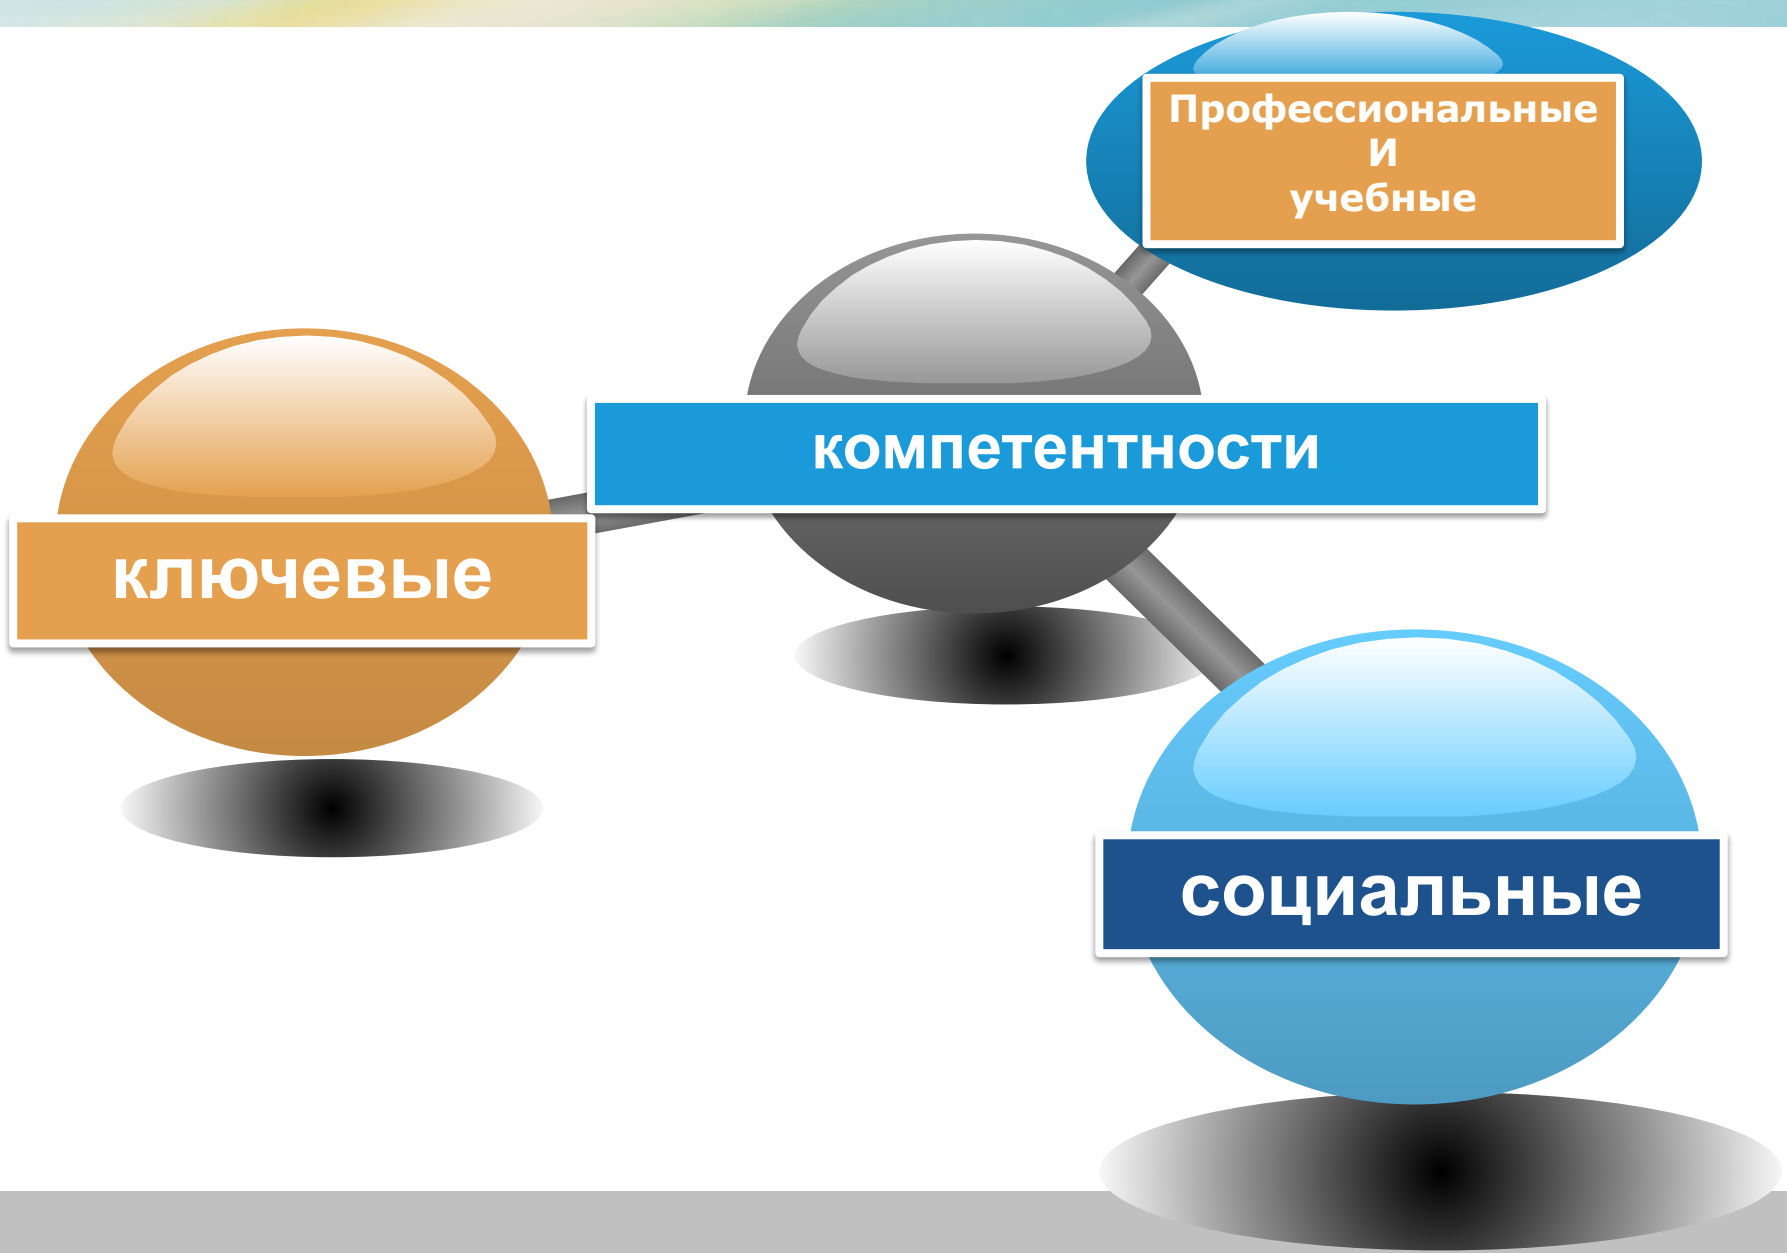 Профессиональные
И
учебные
компетентности
ключевые
социальные